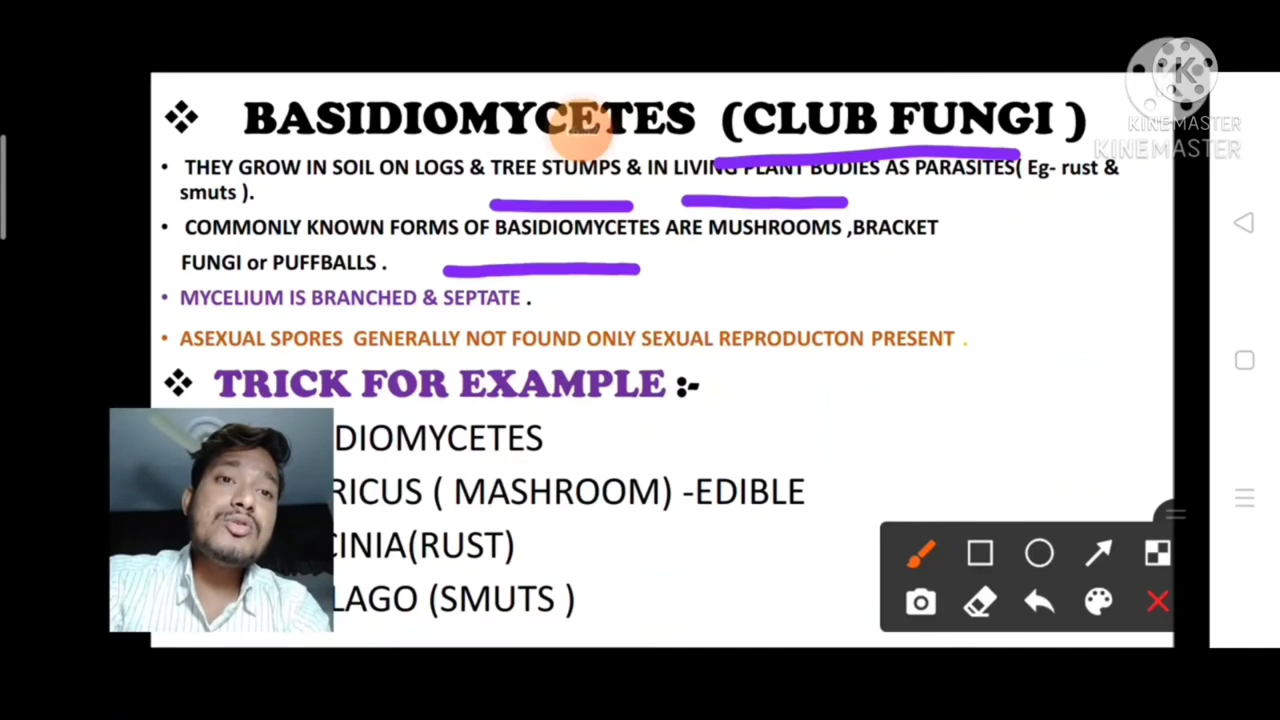 BASIDIOMYCETES (CLUB FUNGI )
• THEY GROW IN SOIL ON LOGS & TREE STUMPS & IN LIVING PLANT BODIES AS PARASITES( Eg- rust &
smuts ).
• COMMONLY KNOWN FORMS OF BASIDIOMYCETES ARE MUSHROOMS ,BRACKET
FUNGI or PUFFBALLS .
• MYCELIUM IS BRANCHED & SEPTATE .
• ASEXUAL SPORES GENERALLY NOT FOUND ONLY SEXUAL REPRODUCTON PRESENT .
TRICK FOR EXAMPLE :-
DIOMYCETES
RICUS ( MASHROOM) -EDIBLE
CINIA(RUST)
LAGO (SMUTS )
K
KINEMASTER
KINEMASTER